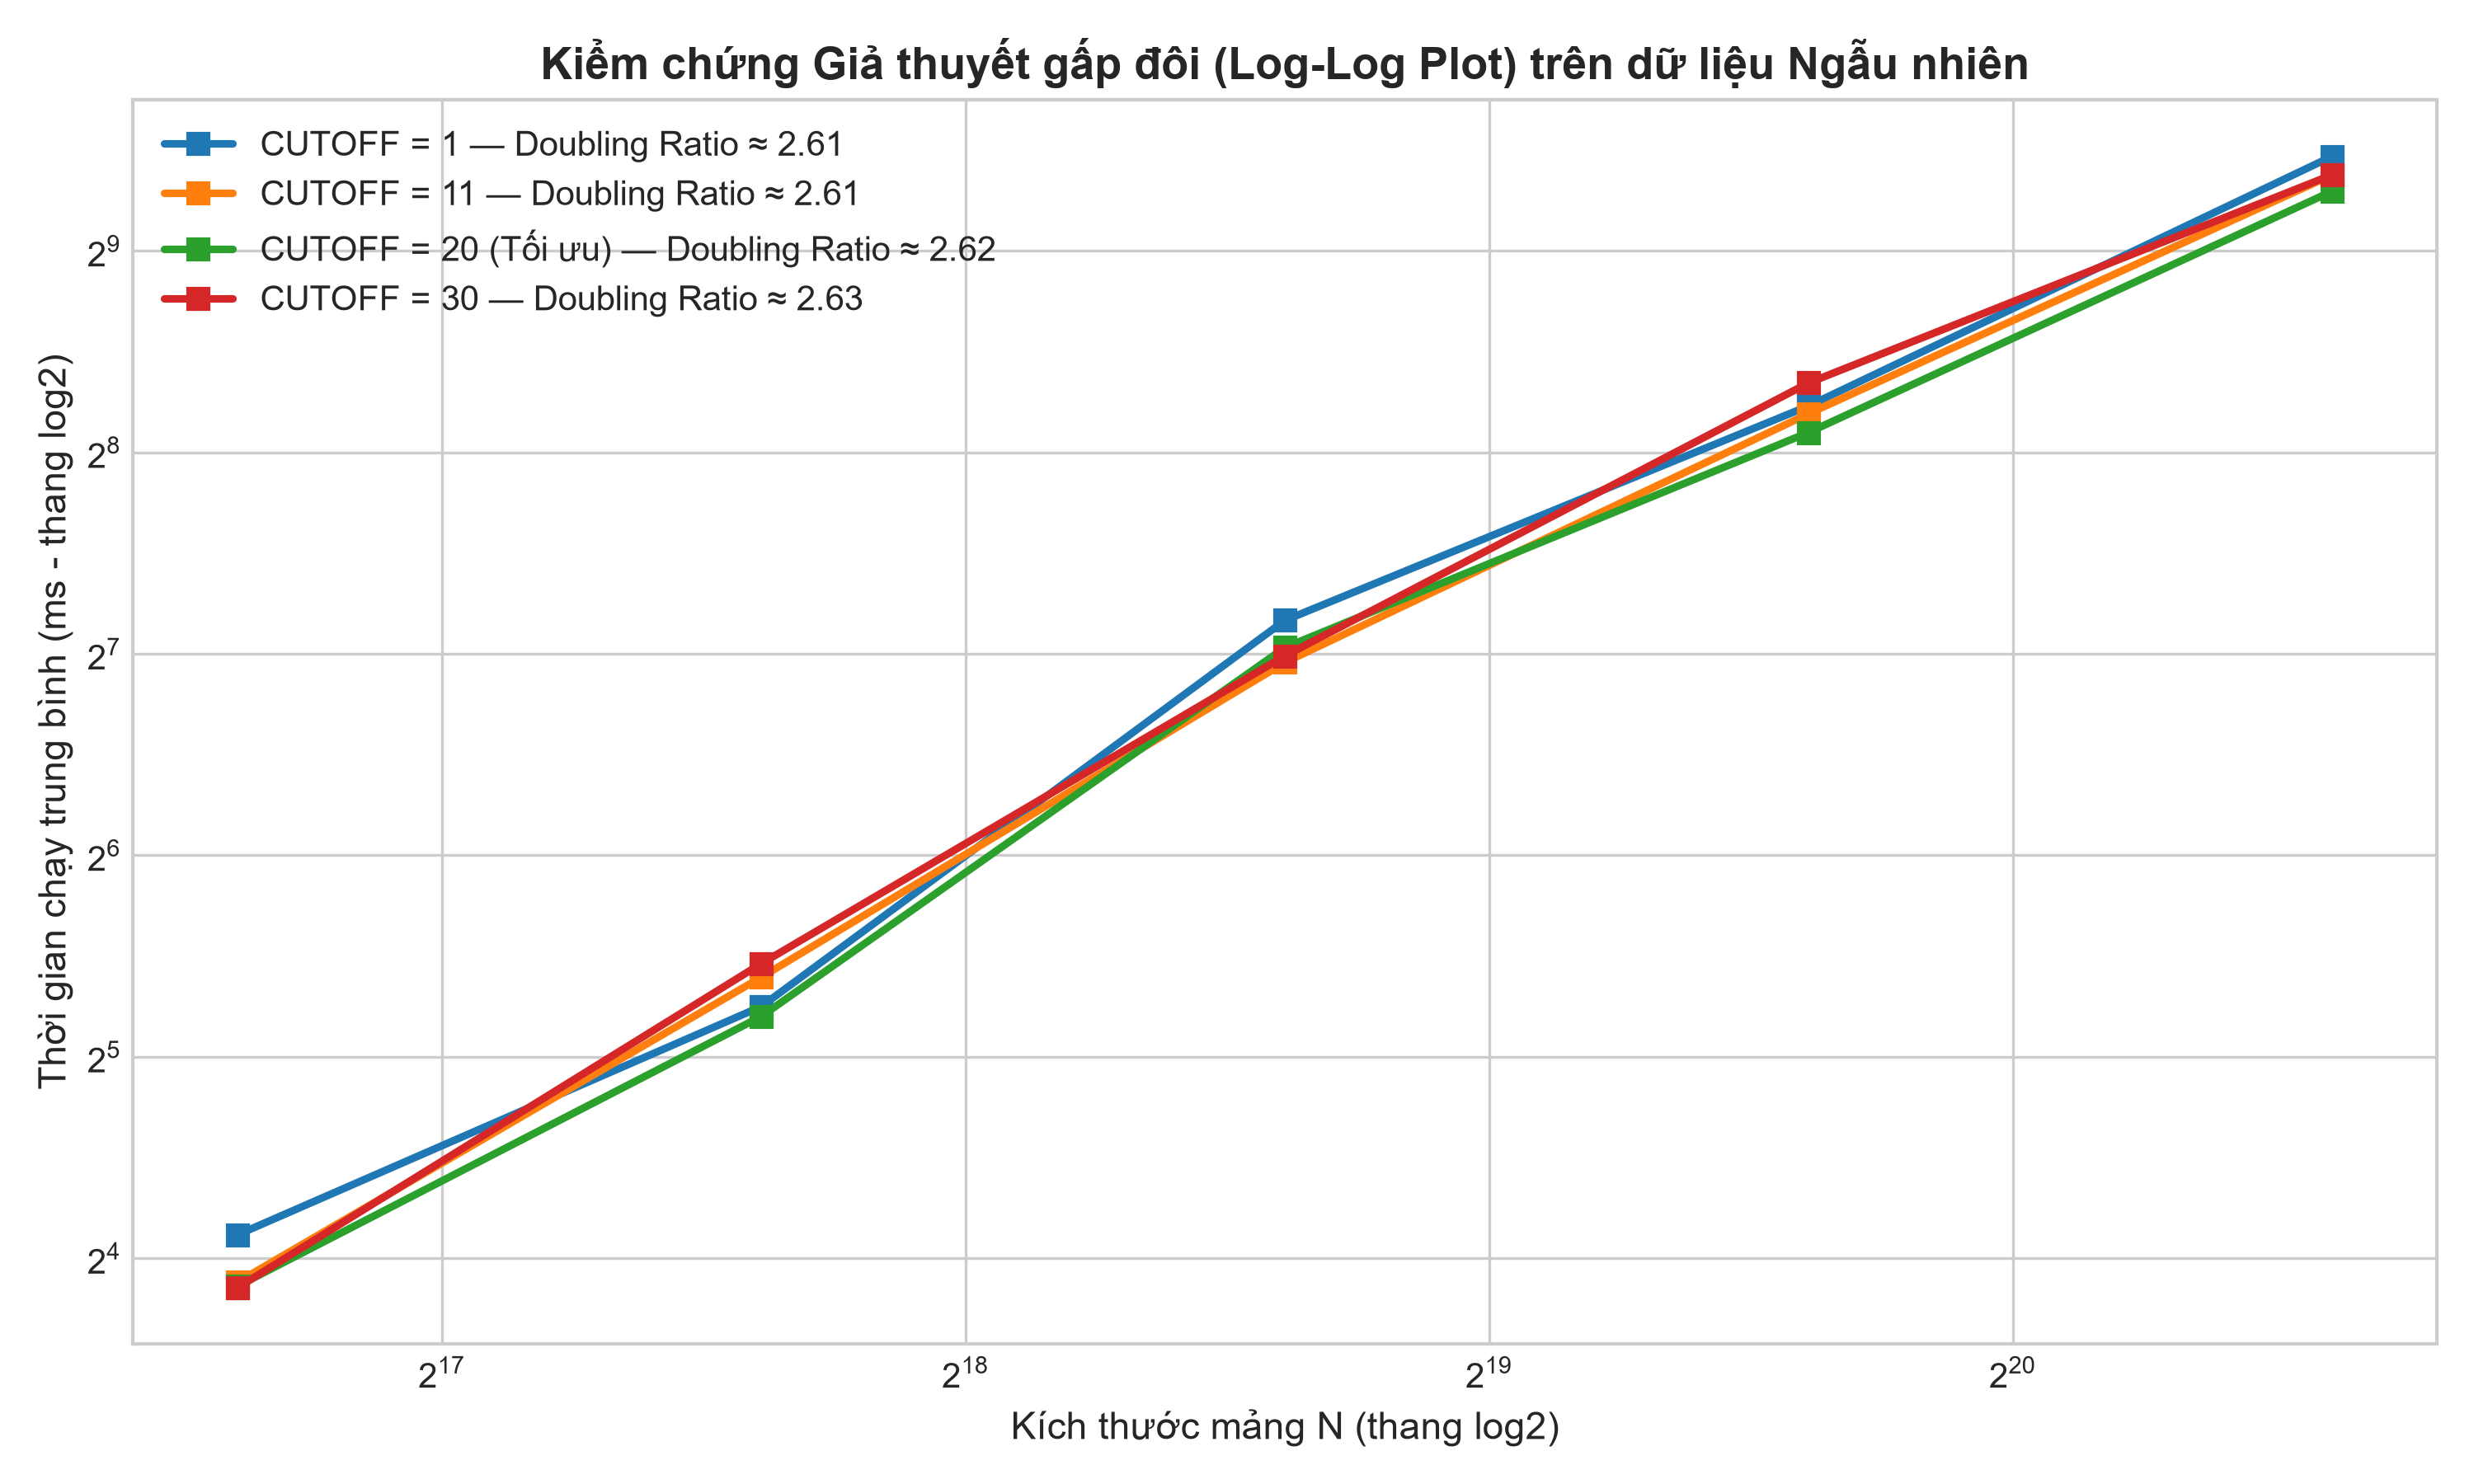 Kiểm chứng Giả thuyết gấp đôi (Log-Log Plot) trên dữ liệu Ngẫu nhiên
CUTOFF = 1 — Doubling Ratio ≈ 2.61
CUTOFF = 11 — Doubling Ratio ≈ 2.61
CUTOFF = 20 (Tối ưu) — Doubling Ratio ≈ 2.62
CUTOFF = 30 — Doubling Ratio ≈ 2.63
Thời gian chạy trung bình (ms - thang log2)
2⁹
2⁸
2⁷
2⁶
2⁵
2⁴
2¹⁷ 2¹⁸ 2¹⁹ 2²⁰
Kích thước mảng N (thang log2)